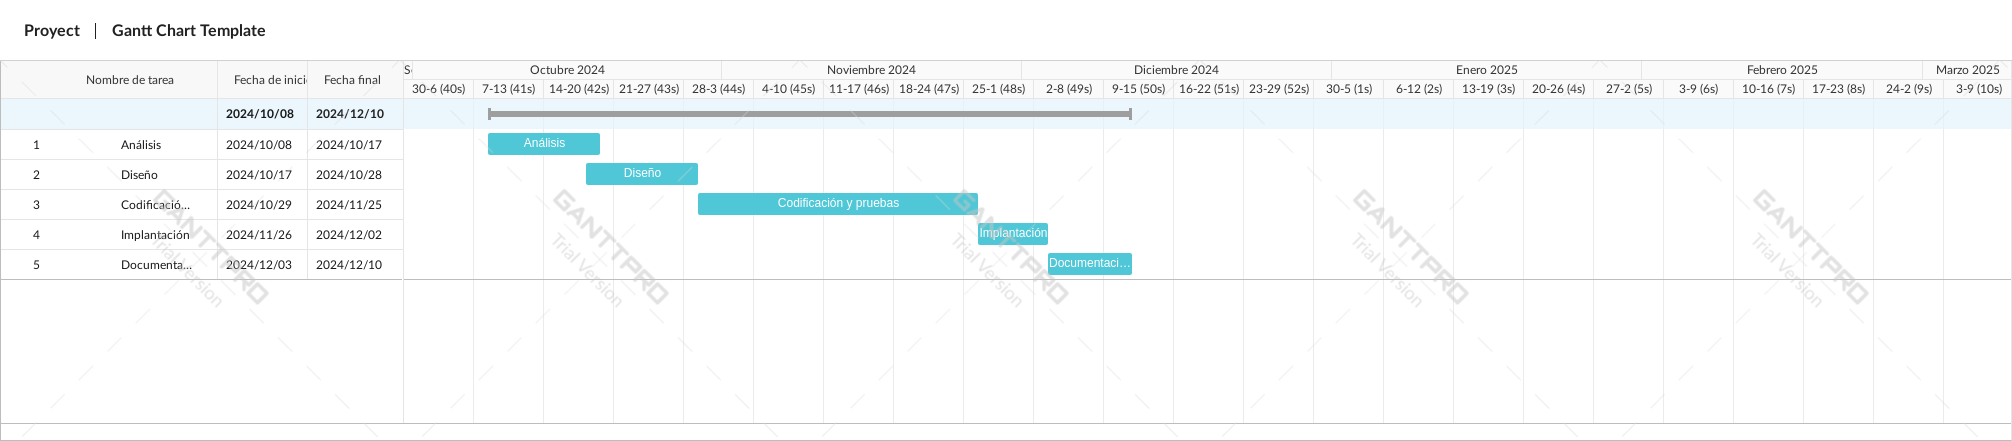 Proyect | Gantt Chart Template
Nombre de tarea Fecha de inici Fecha final S Octubre 2024 Noviembre 2024 Diciembre 2024 Enero 2025 Febrero 2025 Marzo 2025
30-6 (40s) 7-13 (41s) 14-20 (42s) 21-27 (43s) 28-3 (44s) 4-10 (45s) 11-17 (46s) 18-24 (47s) 25-1 (48s) 2-8 (49s) 9-15 (50s) 16-22 (51s) 23-29 (52s) 30-5 (1s) 6-12 (2s) 13-19 (3s) 20-26 (4s) 27-2 (5s) 3-9 (6s) 10-16 (7s) 17-23 (8s) 24-2 (9s) 3-9 (10s)
2024/10/08 2024/12/10
1 Análisis 2024/10/08 2024/10/17 Análisis
2 Diseño 2024/10/17 2024/10/28 Diseño
3 Codificació... 2024/10/29 2024/11/25 Codificación y pruebas
4 Implantación 2024/11/26 2024/12/02 Implantación
5 Documenta... 2024/12/03 2024/12/10 Documentaci...
GANTTPRO
Trial Version
GANTTPRO
Trial Version
GANTTPRO
Trial Version
GANTTPRO
Trial Version
GANTTPRO
Trial Version